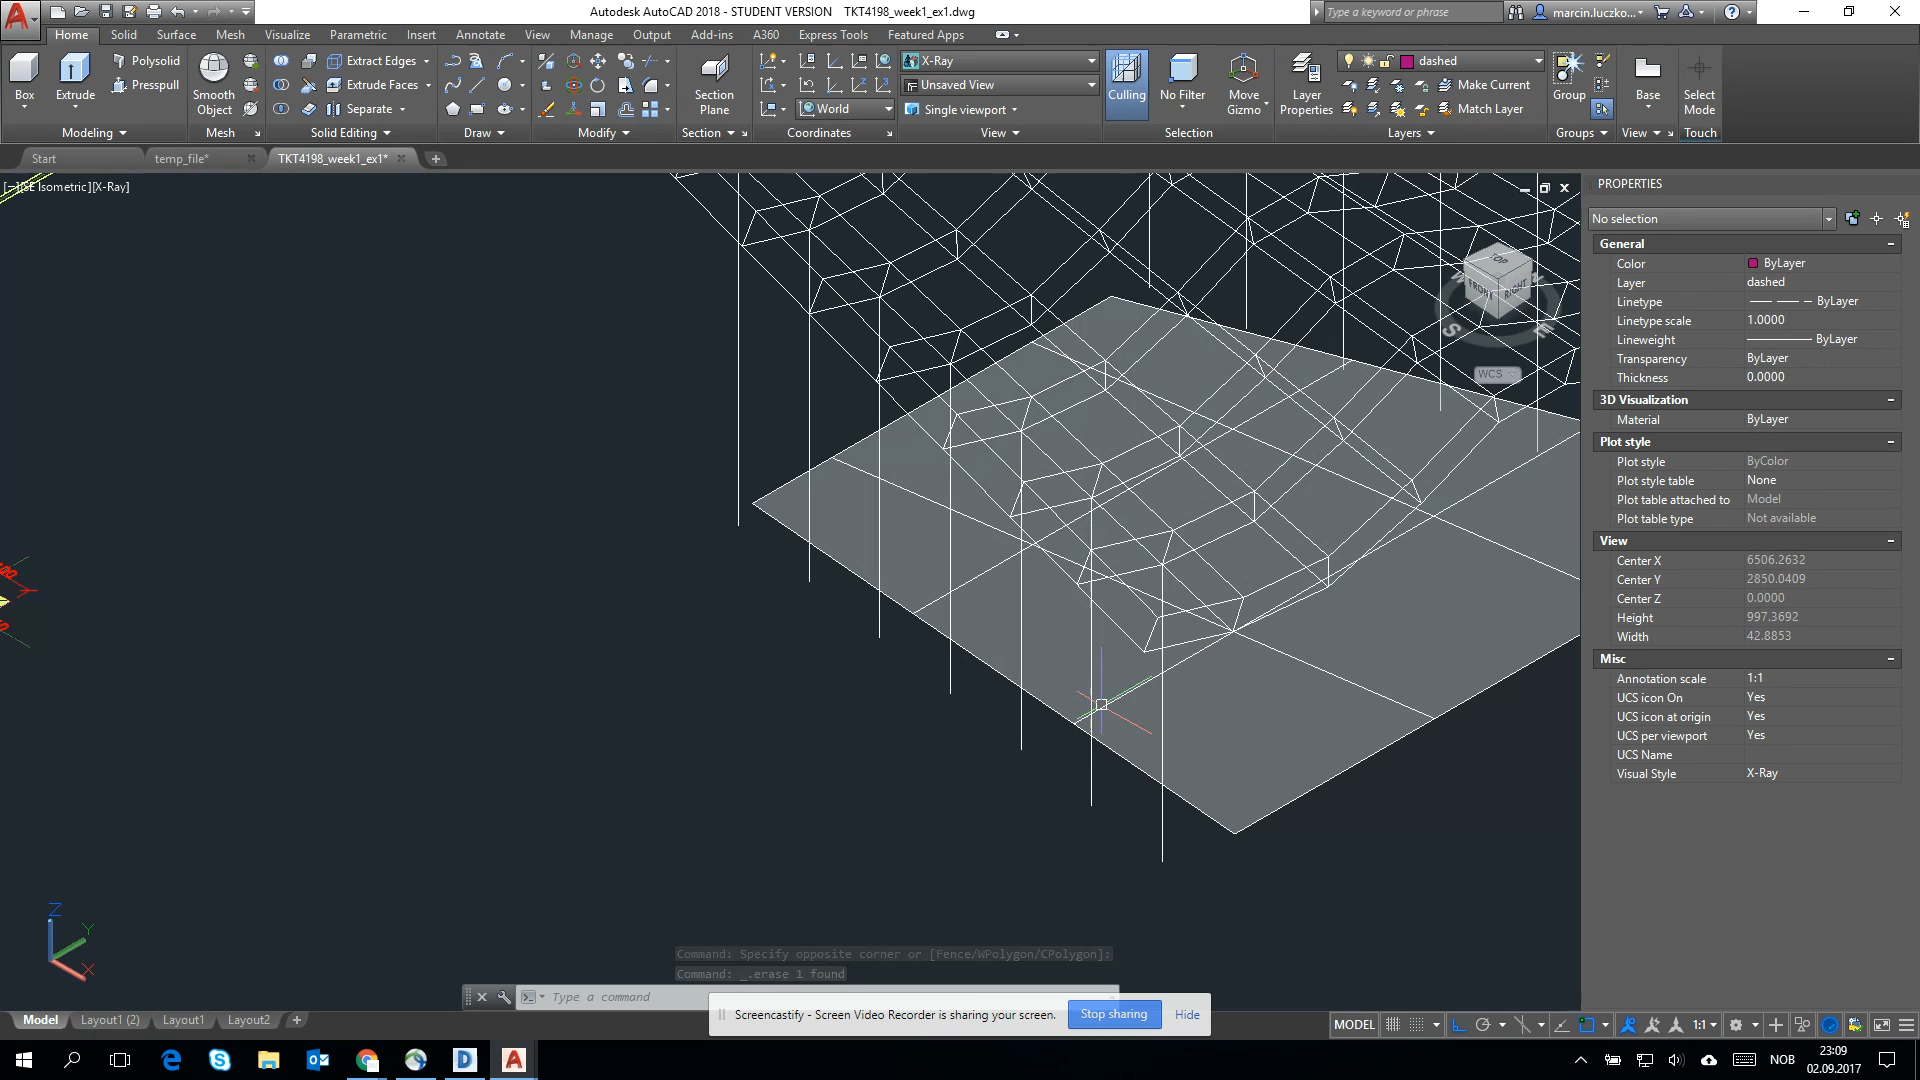 Autodesk AutoCAD 2018 - STUDENT VERSION TKT4198_week1_ex1.dwg
Type a keyword or phrase
marcin.luczko...
Home Solid Surface Mesh Visualize Parametric Insert Annotate View Manage Output Add-ins A360 Express Tools Featured Apps
Box
Extrude
Polysolid
Presspull
Modeling
Smooth
Object
Mesh
Extract Edges
Extrude Faces
Separate
Solid Editing
Draw
Modify
Section
Plane
Section
World
Coordinates
X-Ray
Unsaved View
Single viewport
View
Culling
No Filter
Move
Gizmo
Selection
Layer
Properties
dashed
Make Current
Match Layer
Layers
Group
Groups
Base
View
Select
Mode
Touch
Start
temp_file*
TKT4198_week1_ex1*
[−][SE Isometric][X-Ray]
TOP
FRONT
RIGHT
W
N
S
E
WCS
Z
Y
X
PROPERTIES
No selection
General
Color ByLayer
Layer dashed
Linetype ByLayer
Linetype scale 1.0000
Lineweight ByLayer
Transparency ByLayer
Thickness 0.0000
3D Visualization
Material ByLayer
Plot style
Plot style ByColor
Plot style table None
Plot table attached to Model
Plot table type Not available
View
Center X 6506.2632
Center Y 2850.0409
Center Z 0.0000
Height 997.3692
Width 42.8853
Misc
Annotation scale 1:1
UCS icon On Yes
UCS icon at origin Yes
UCS per viewport Yes
UCS Name
Visual Style X-Ray
Command: Specify opposite corner or [Fence/WPolygon/CPolygon]:
Command: _.erase 1 found
Type a command
Screencastify - Screen Video Recorder is sharing your screen.
Stop sharing
Hide
Model Layout1 (2) Layout1 Layout2
MODEL
1:1
NOB
23:09
02.09.2017